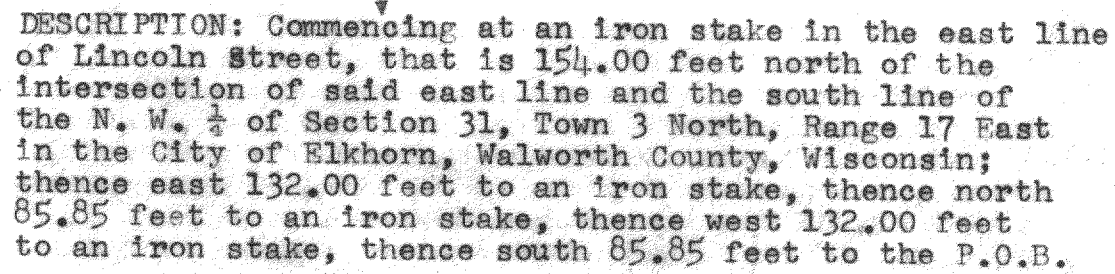 DESCRIPTION: Commencing at an iron stake in the east line
of Lincoln Street, that is 154.00 feet north of the
intersection of said east line and the south line of
the N. W. ¼ of Section 31, Town 3 North, Range 17 East
in the City of Elkhorn, Walworth County, Wisconsin;
thence east 132.00 feet to an iron stake, thence north
85.85 feet to an iron stake, thence west 132.00 feet
to an iron stake, thence south 85.85 feet to the P.O.B.